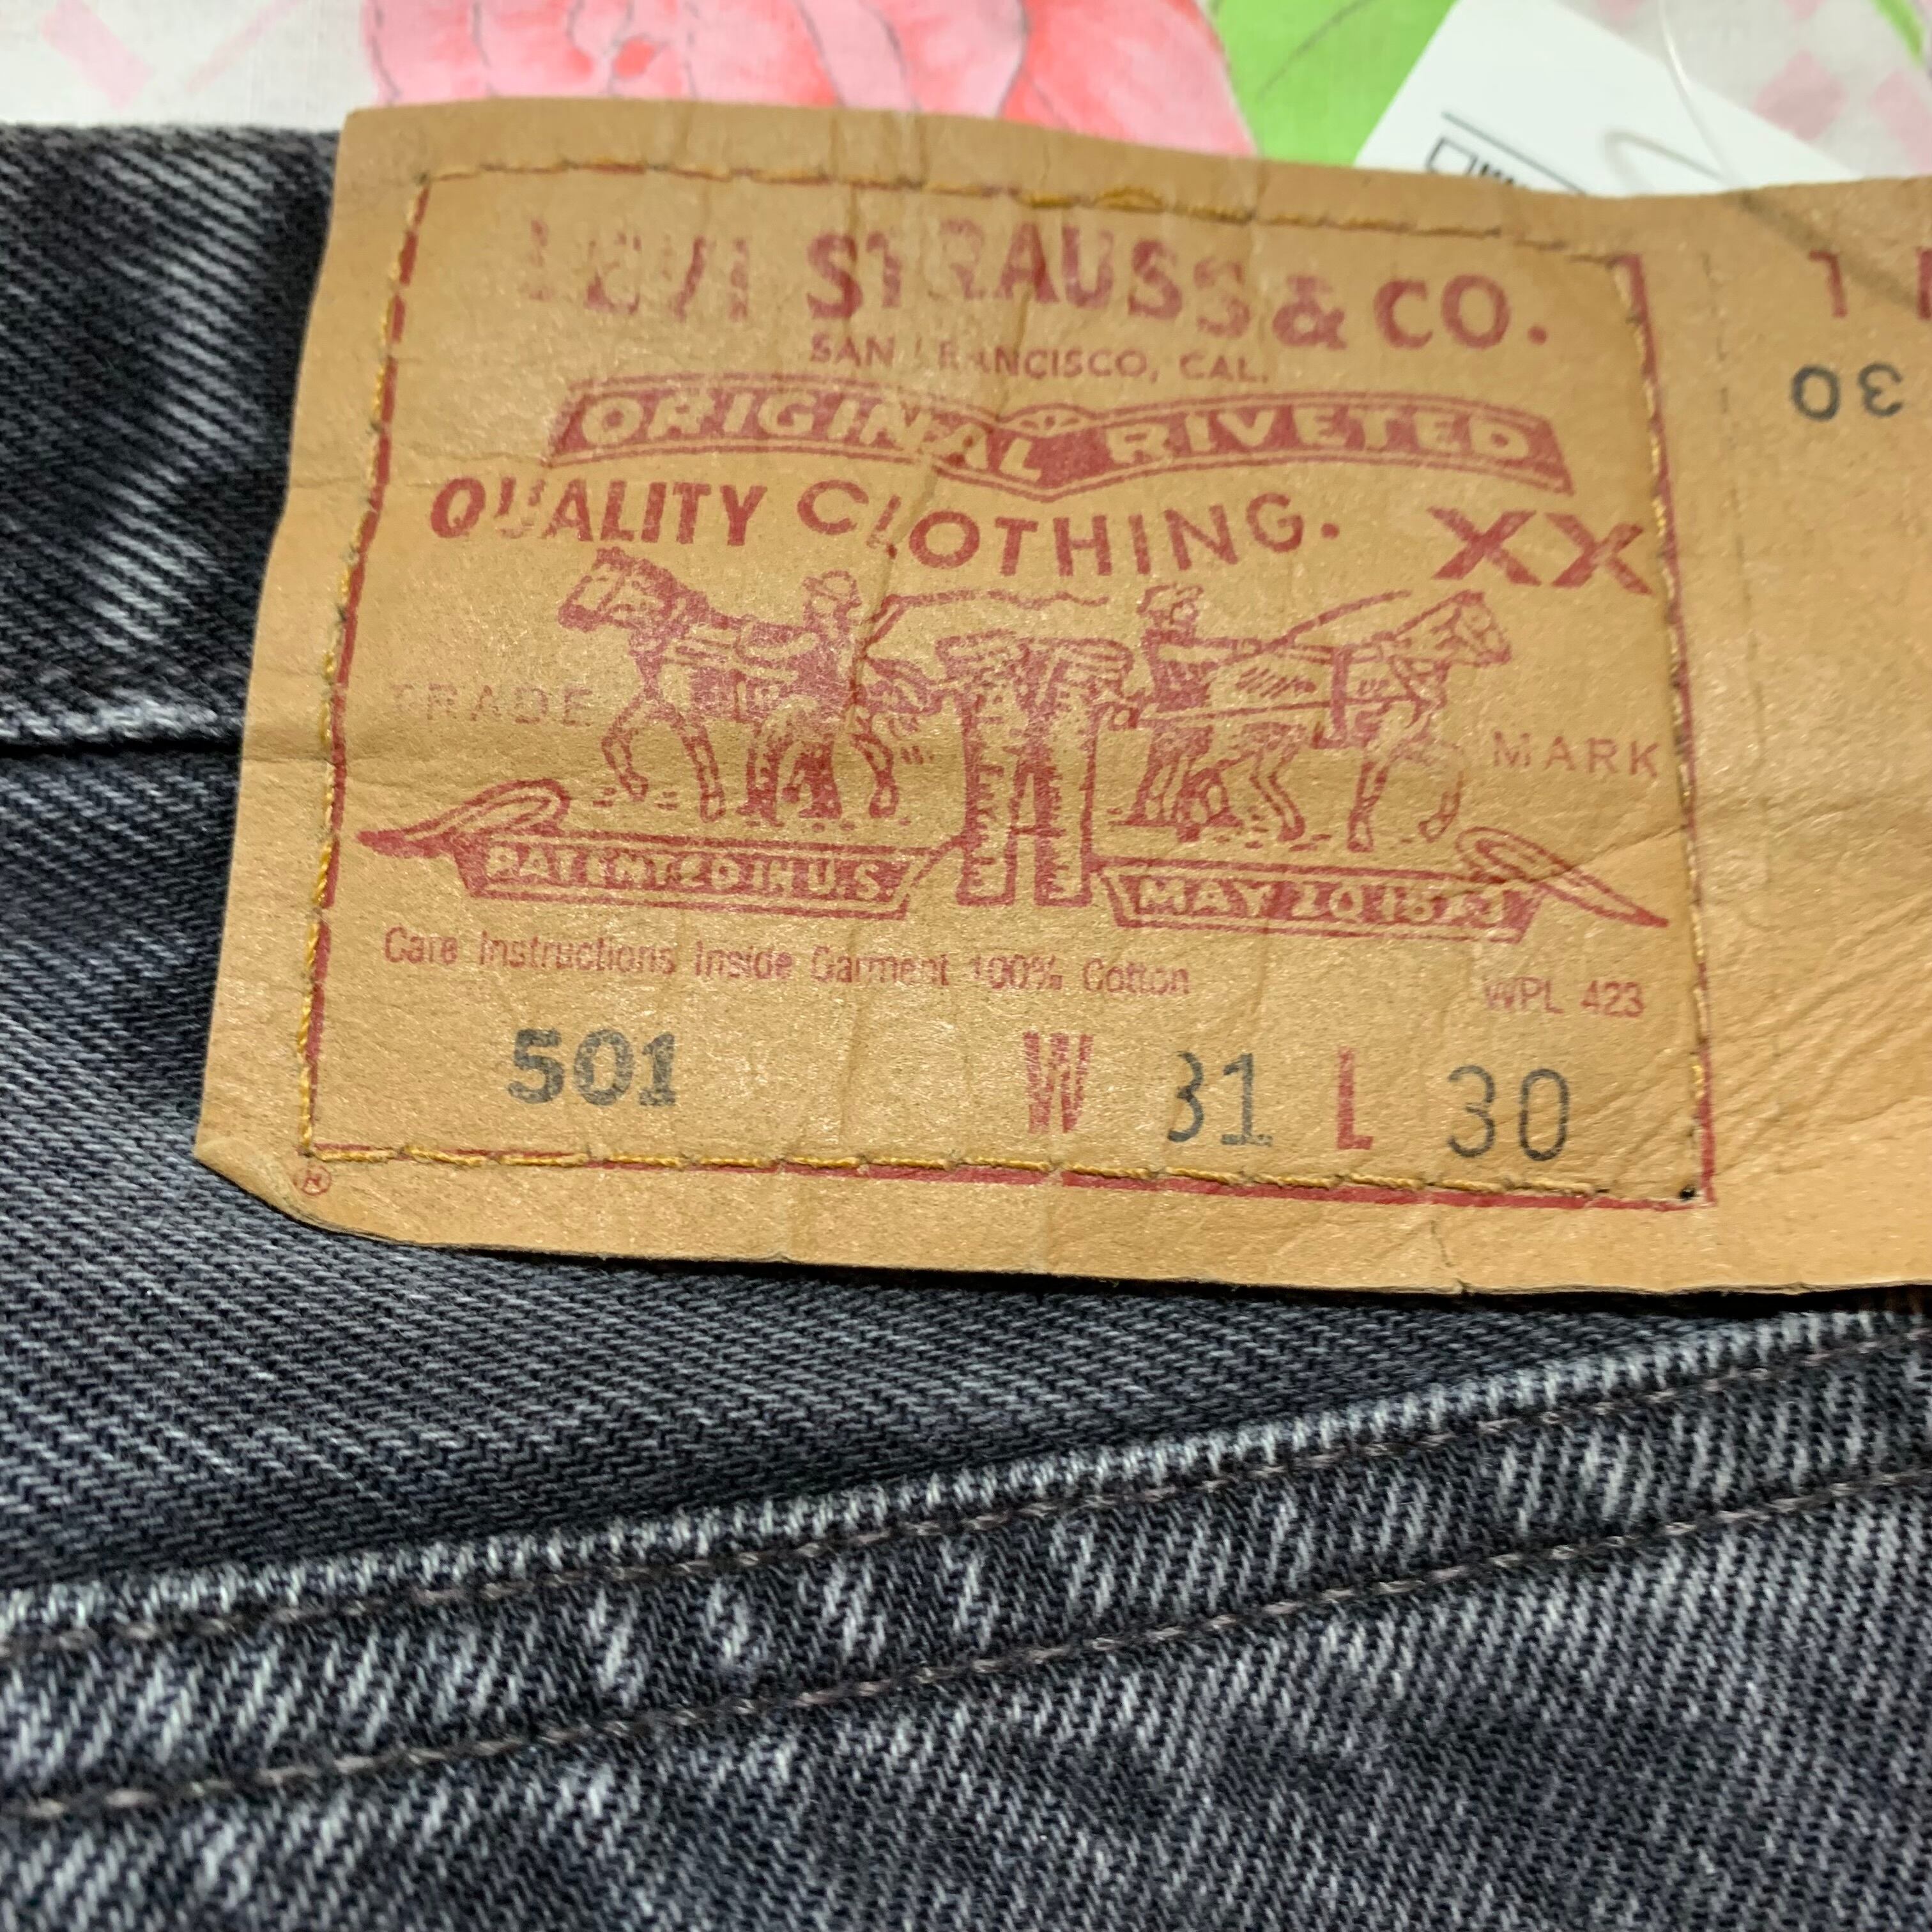 LEVI STRAUSS & CO.
SAN FRANCISCO, CAL.
ORIGINAL RIVETED
QUALITY CLOTHING. XX
TRADE MARK
PATENTED IN U.S. MAY 20 1873
Care Instructions Inside Garment 100% Cotton WPL 423
501 W 31 L 30
®
L
30